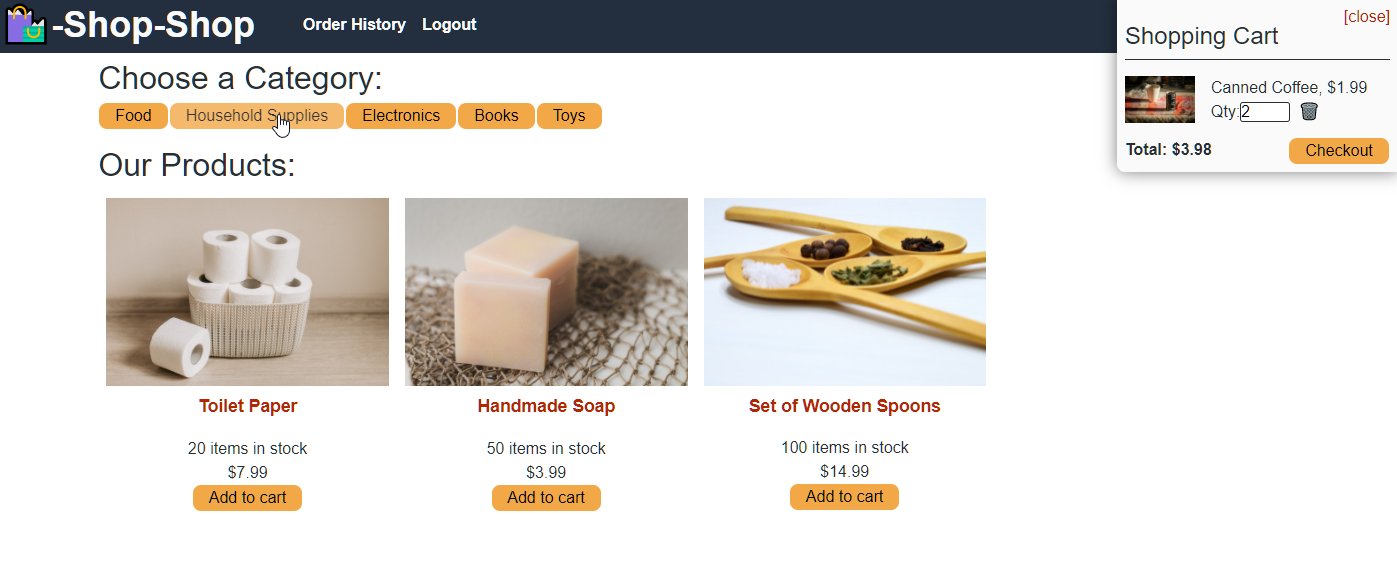 -Shop-Shop
Order History
Logout
[close]
Shopping Cart
Canned Coffee, $1.99
Qty:2
Total: $3.98
Checkout
Choose a Category:
Food
Household Supplies
Electronics
Books
Toys
Our Products:
Toilet Paper
20 items in stock
$7.99
Add to cart
Handmade Soap
50 items in stock
$3.99
Add to cart
Set of Wooden Spoons
100 items in stock
$14.99
Add to cart